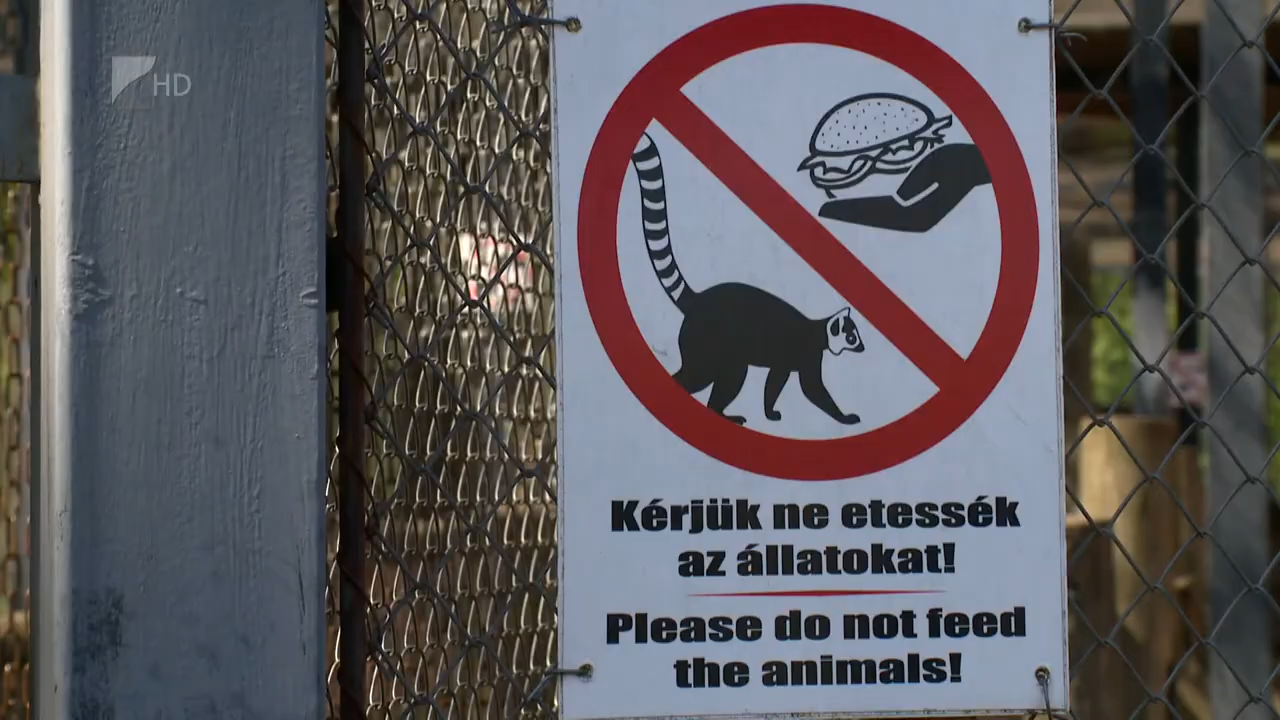 HD
Kérjük ne etessék
az állatokat!
Please do not feed
the animals!